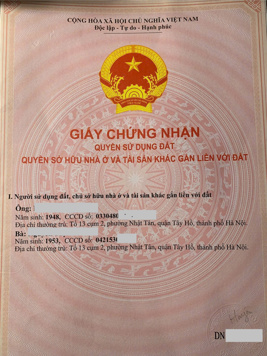 CỘNG HÒA XÃ HỘI CHỦ NGHĨA VIỆT NAM
Độc lập - Tự do - Hạnh phúc
GIẤY CHỨNG NHẬN
QUYỀN SỬ DỤNG ĐẤT
QUYỀN SỞ HỮU NHÀ Ở VÀ TÀI SẢN KHÁC GẮN LIỀN VỚI ĐẤT
I. Người sử dụng đất, chủ sở hữu nhà ở và tài sản khác gắn liền với đất
Ông:
Năm sinh: 1948, CCCD số: 0330480
Địa chỉ thường trú: Tổ 13 cụm 2, phường Nhật Tân, quận Tây Hồ, thành phố Hà Nội.
Bà:
Năm sinh: 1953, CCCD số: 0421530
Địa chỉ thường trú: Tổ 13 cụm 2, phường Nhật Tân, quận Tây Hồ, thành phố Hà Nội.
DN